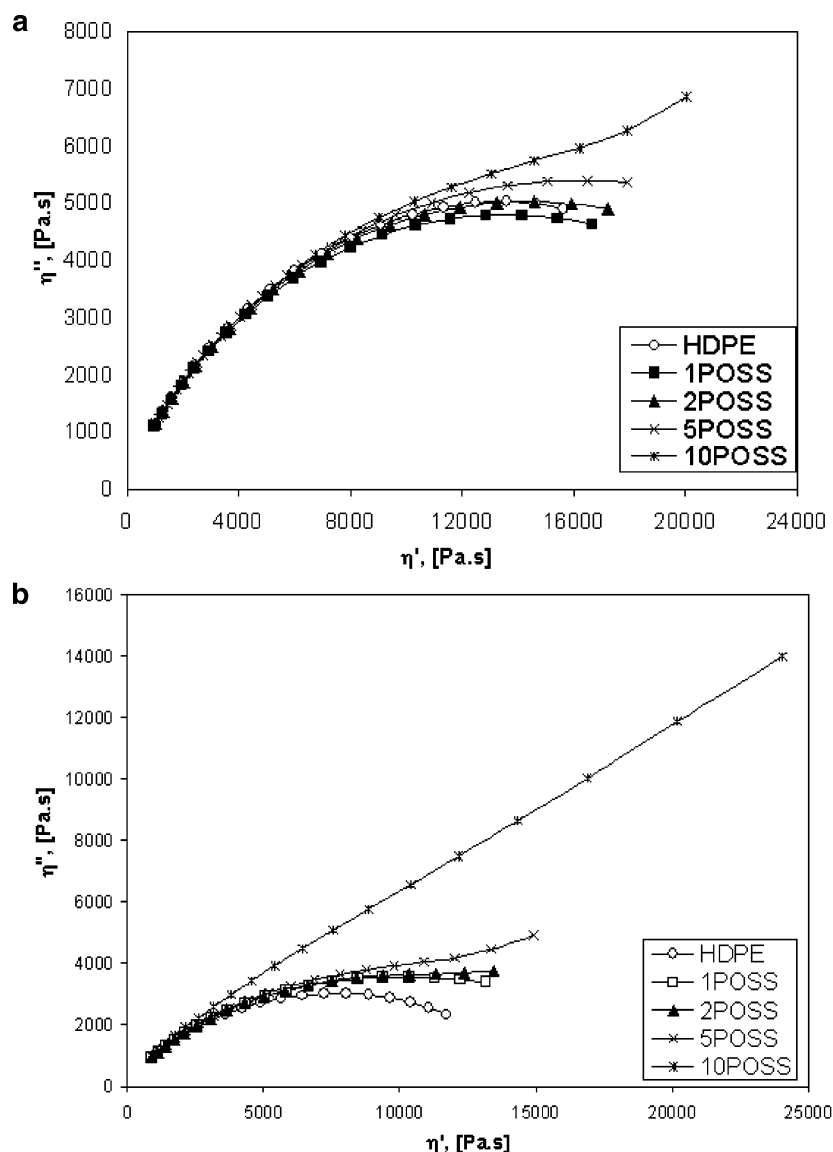 a
8000
7000
6000
5000
4000
3000
2000
1000
0
η'', [Pa.s]
0 4000 8000 12000 16000 20000 24000
η', [Pa.s]
HDPE
1POSS
2POSS
5POSS
10POSS
b
16000
14000
12000
10000
8000
6000
4000
2000
0
η'', [Pa.s]
0 5000 10000 15000 20000 25000
η', [Pa.s]
HDPE
1POSS
2POSS
5POSS
10POSS